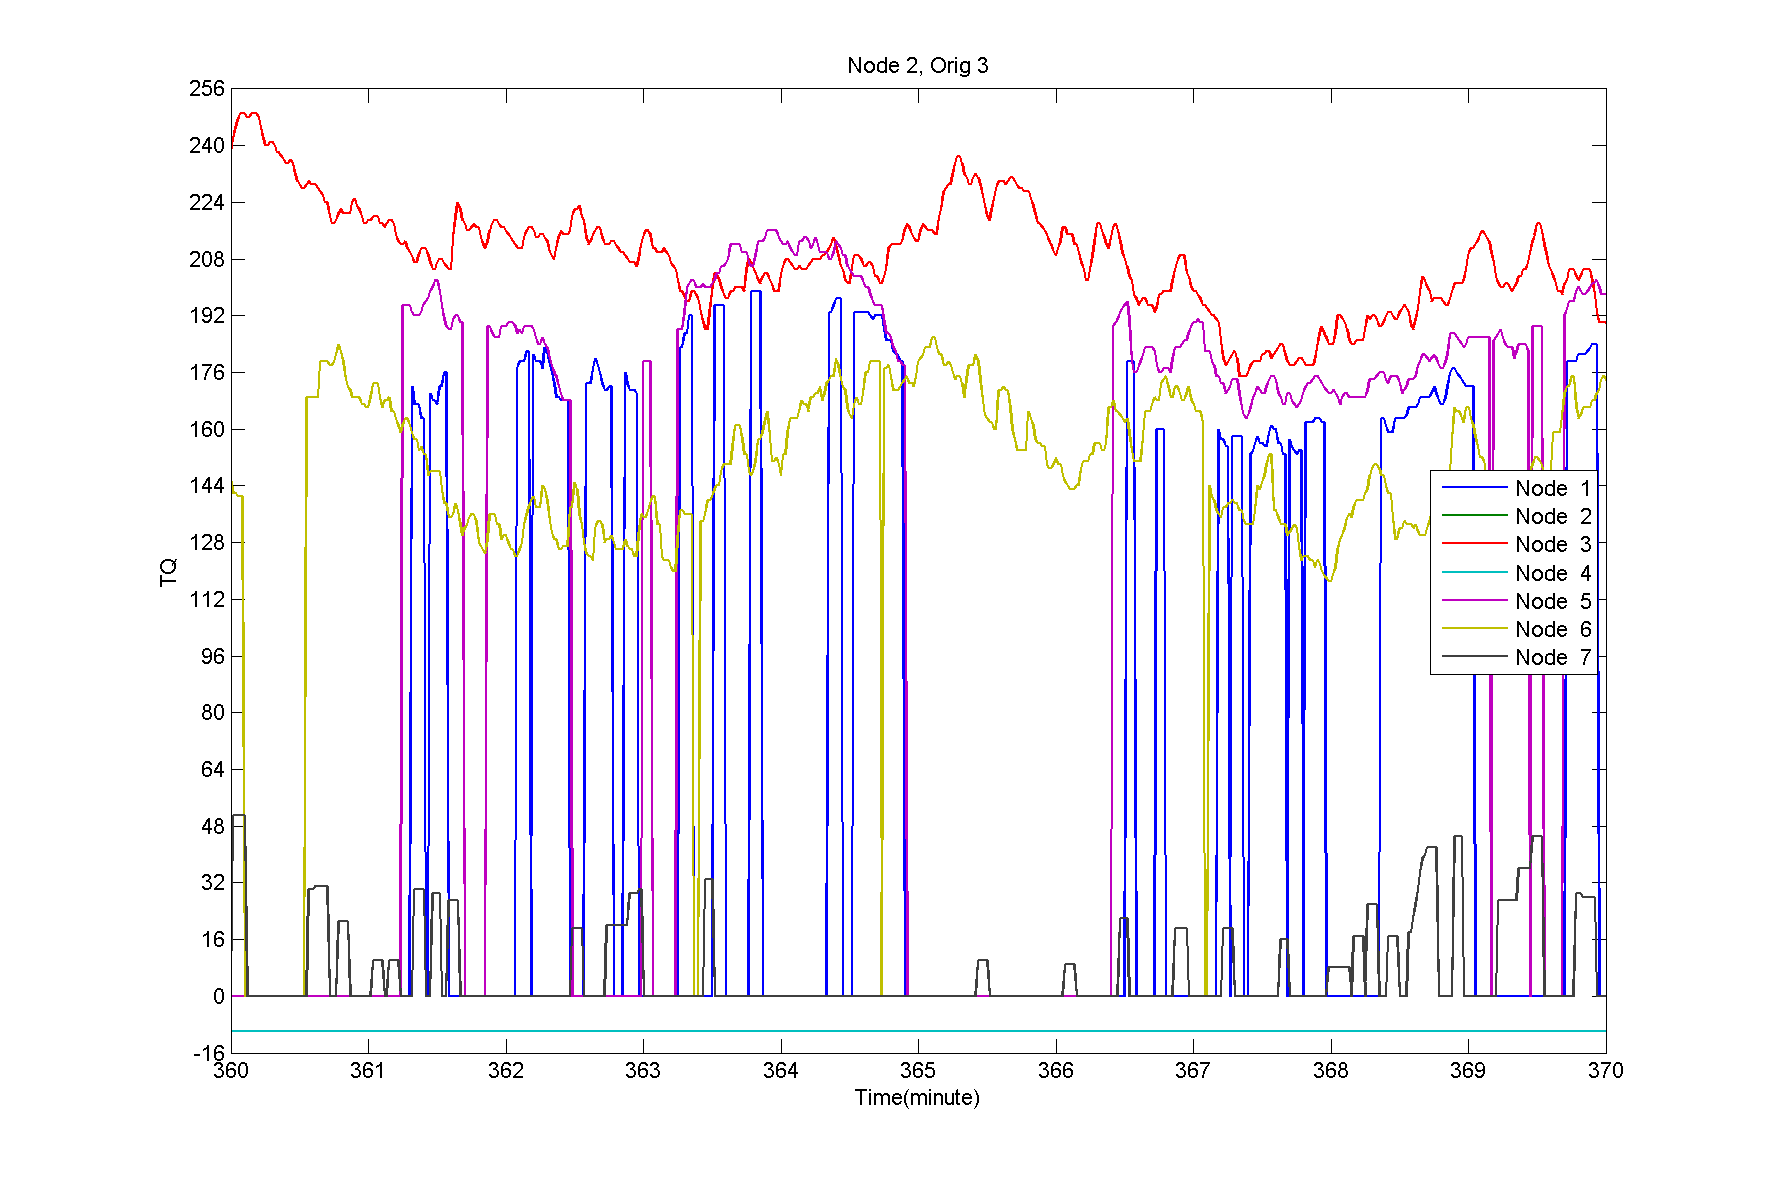 Node 2, Orig 3
256
240
224
208
192
176
160
144
128
112
96
80
64
48
32
16
0
-16
TQ
Node 1
Node 2
Node 3
Node 4
Node 5
Node 6
Node 7
360 361 362 363 364 365 366 367 368 369 370
Time(minute)